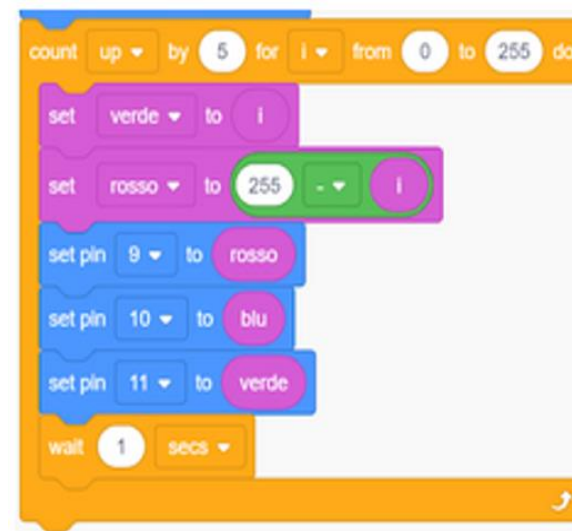 count up by 5 for i from 0 to 255 do
set verde to i
set rosso to 255 - i
set pin 9 to rosso
set pin 10 to blu
set pin 11 to verde
wait 1 secs